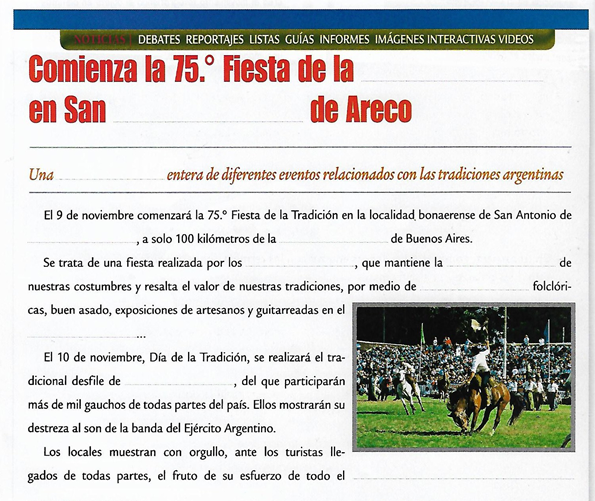 NOTICIAS | DEBATES REPORTAJES LISTAS GUÍAS INFORMES IMÁGENES INTERACTIVAS VIDEOS
Comienza la 75.° Fiesta de la
en San de Areco
Una entera de diferentes eventos relacionados con las tradiciones argentinas
El 9 de noviembre comenzará la 75.° Fiesta de la Tradición en la localidad bonaerense de San Antonio de
, a solo 100 kilómetros de la de Buenos Aires.
Se trata de una fiesta realizada por los , que mantiene la de
nuestras costumbres y resalta el valor de nuestras tradiciones, por medio de folclóri-
cas, buen asado, exposiciones de artesanos y guitarreadas en el
...
El 10 de noviembre, Día de la Tradición, se realizará el tra-
dicional desfile de , del que participarán
más de mil gauchos de todas partes del país. Ellos mostrarán su
destreza al son de la banda del Ejército Argentino.
Los locales muestran con orgullo, ante los turistas lle-
gados de todas partes, el fruto de su esfuerzo de todo el